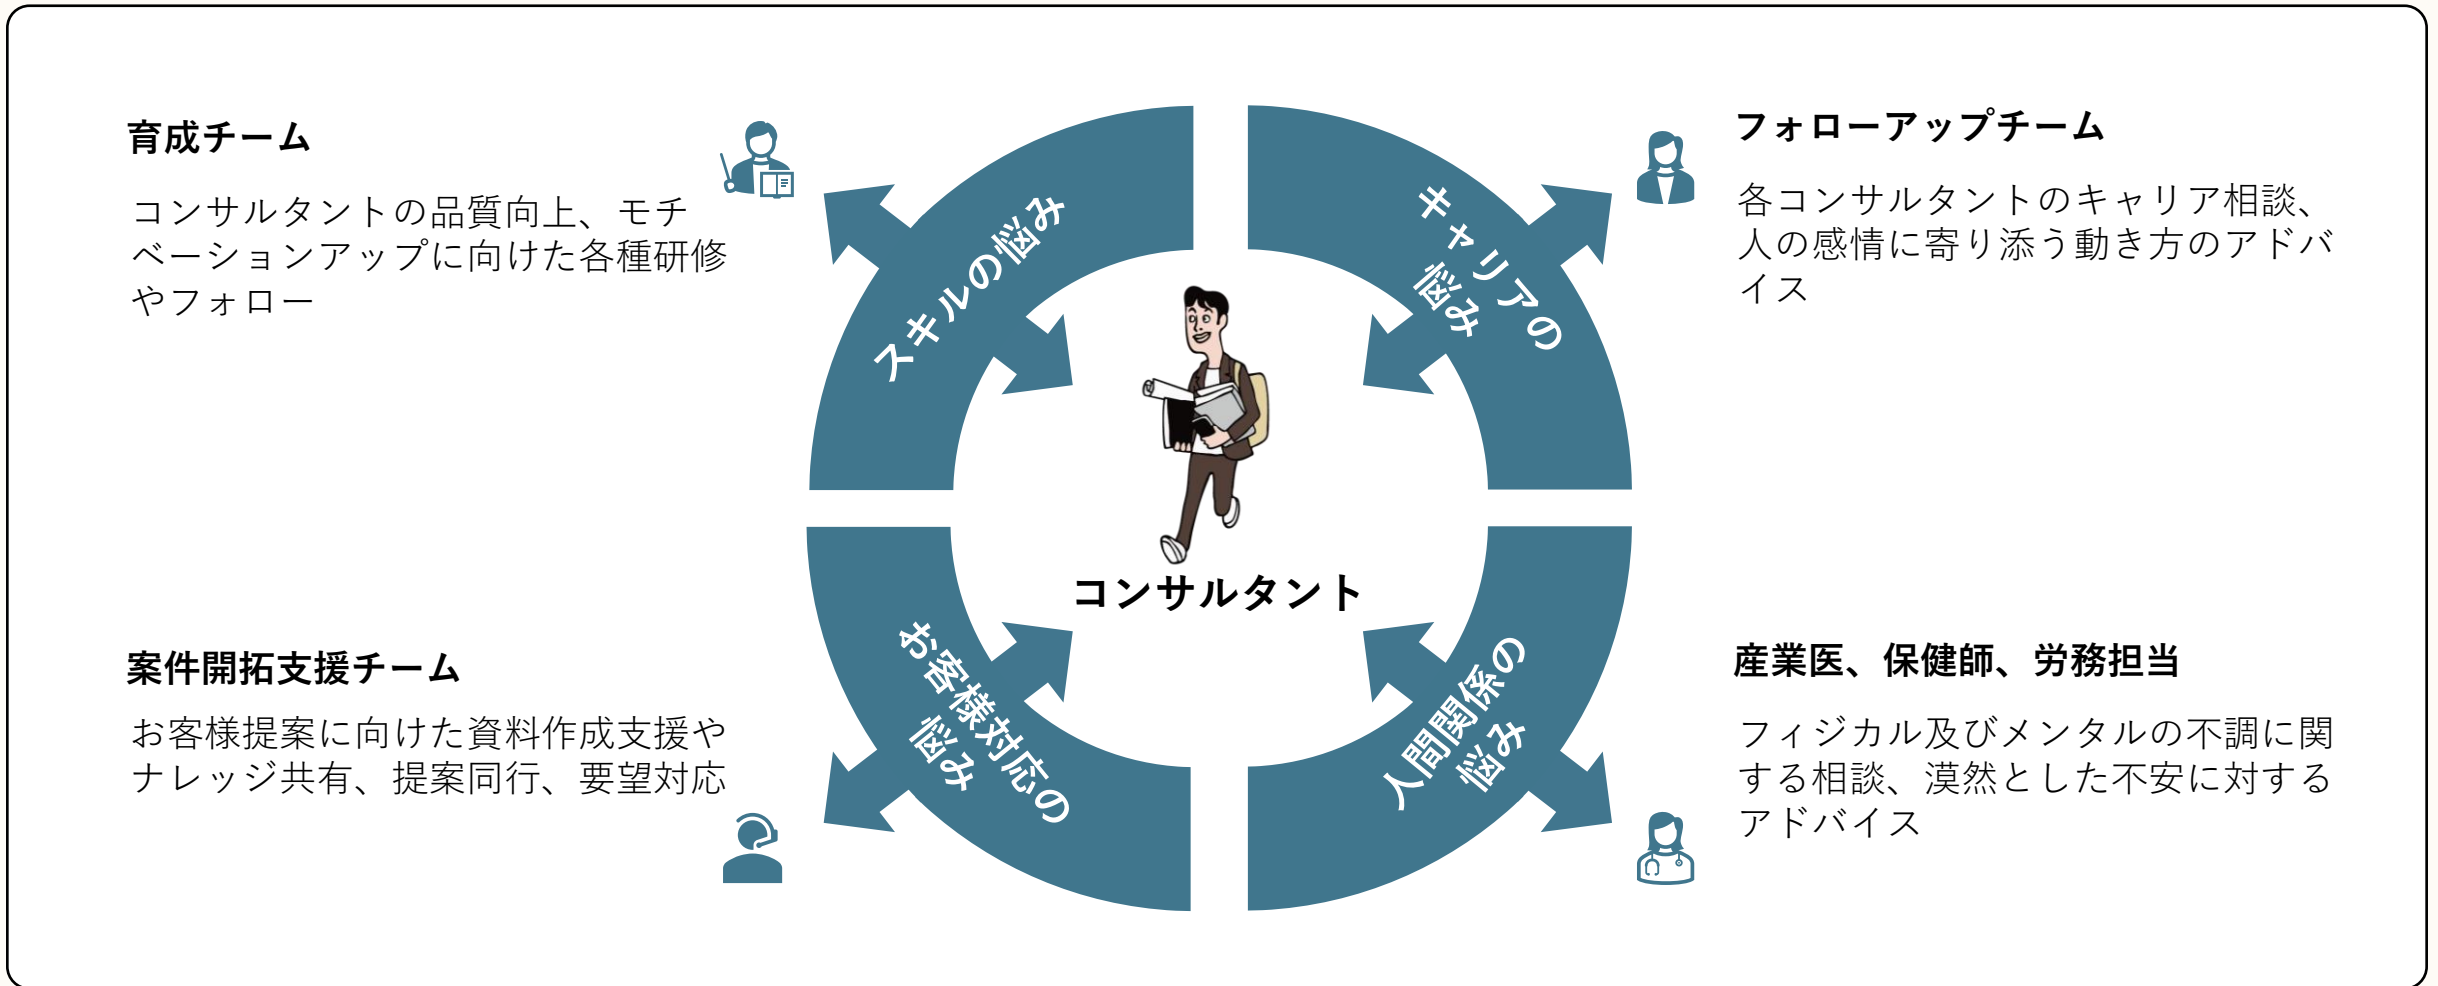 育成チーム
コンサルタントの品質向上、モチ
ベーションアップに向けた各種研修
やフォロー
スキルの悩み
キャリアの
悩み
フォローアップチーム
各コンサルタントのキャリア相談、
人の感情に寄り添う動き方のアドバ
イス
コンサルタント
案件開拓支援チーム
お客様提案に向けた資料作成支援や
ナレッジ共有、提案同行、要望対応
お客様対応の
悩み
人間関係の
悩み
産業医、保健師、労務担当
フィジカル及びメンタルの不調に関
する相談、漠然とした不安に対する
アドバイス